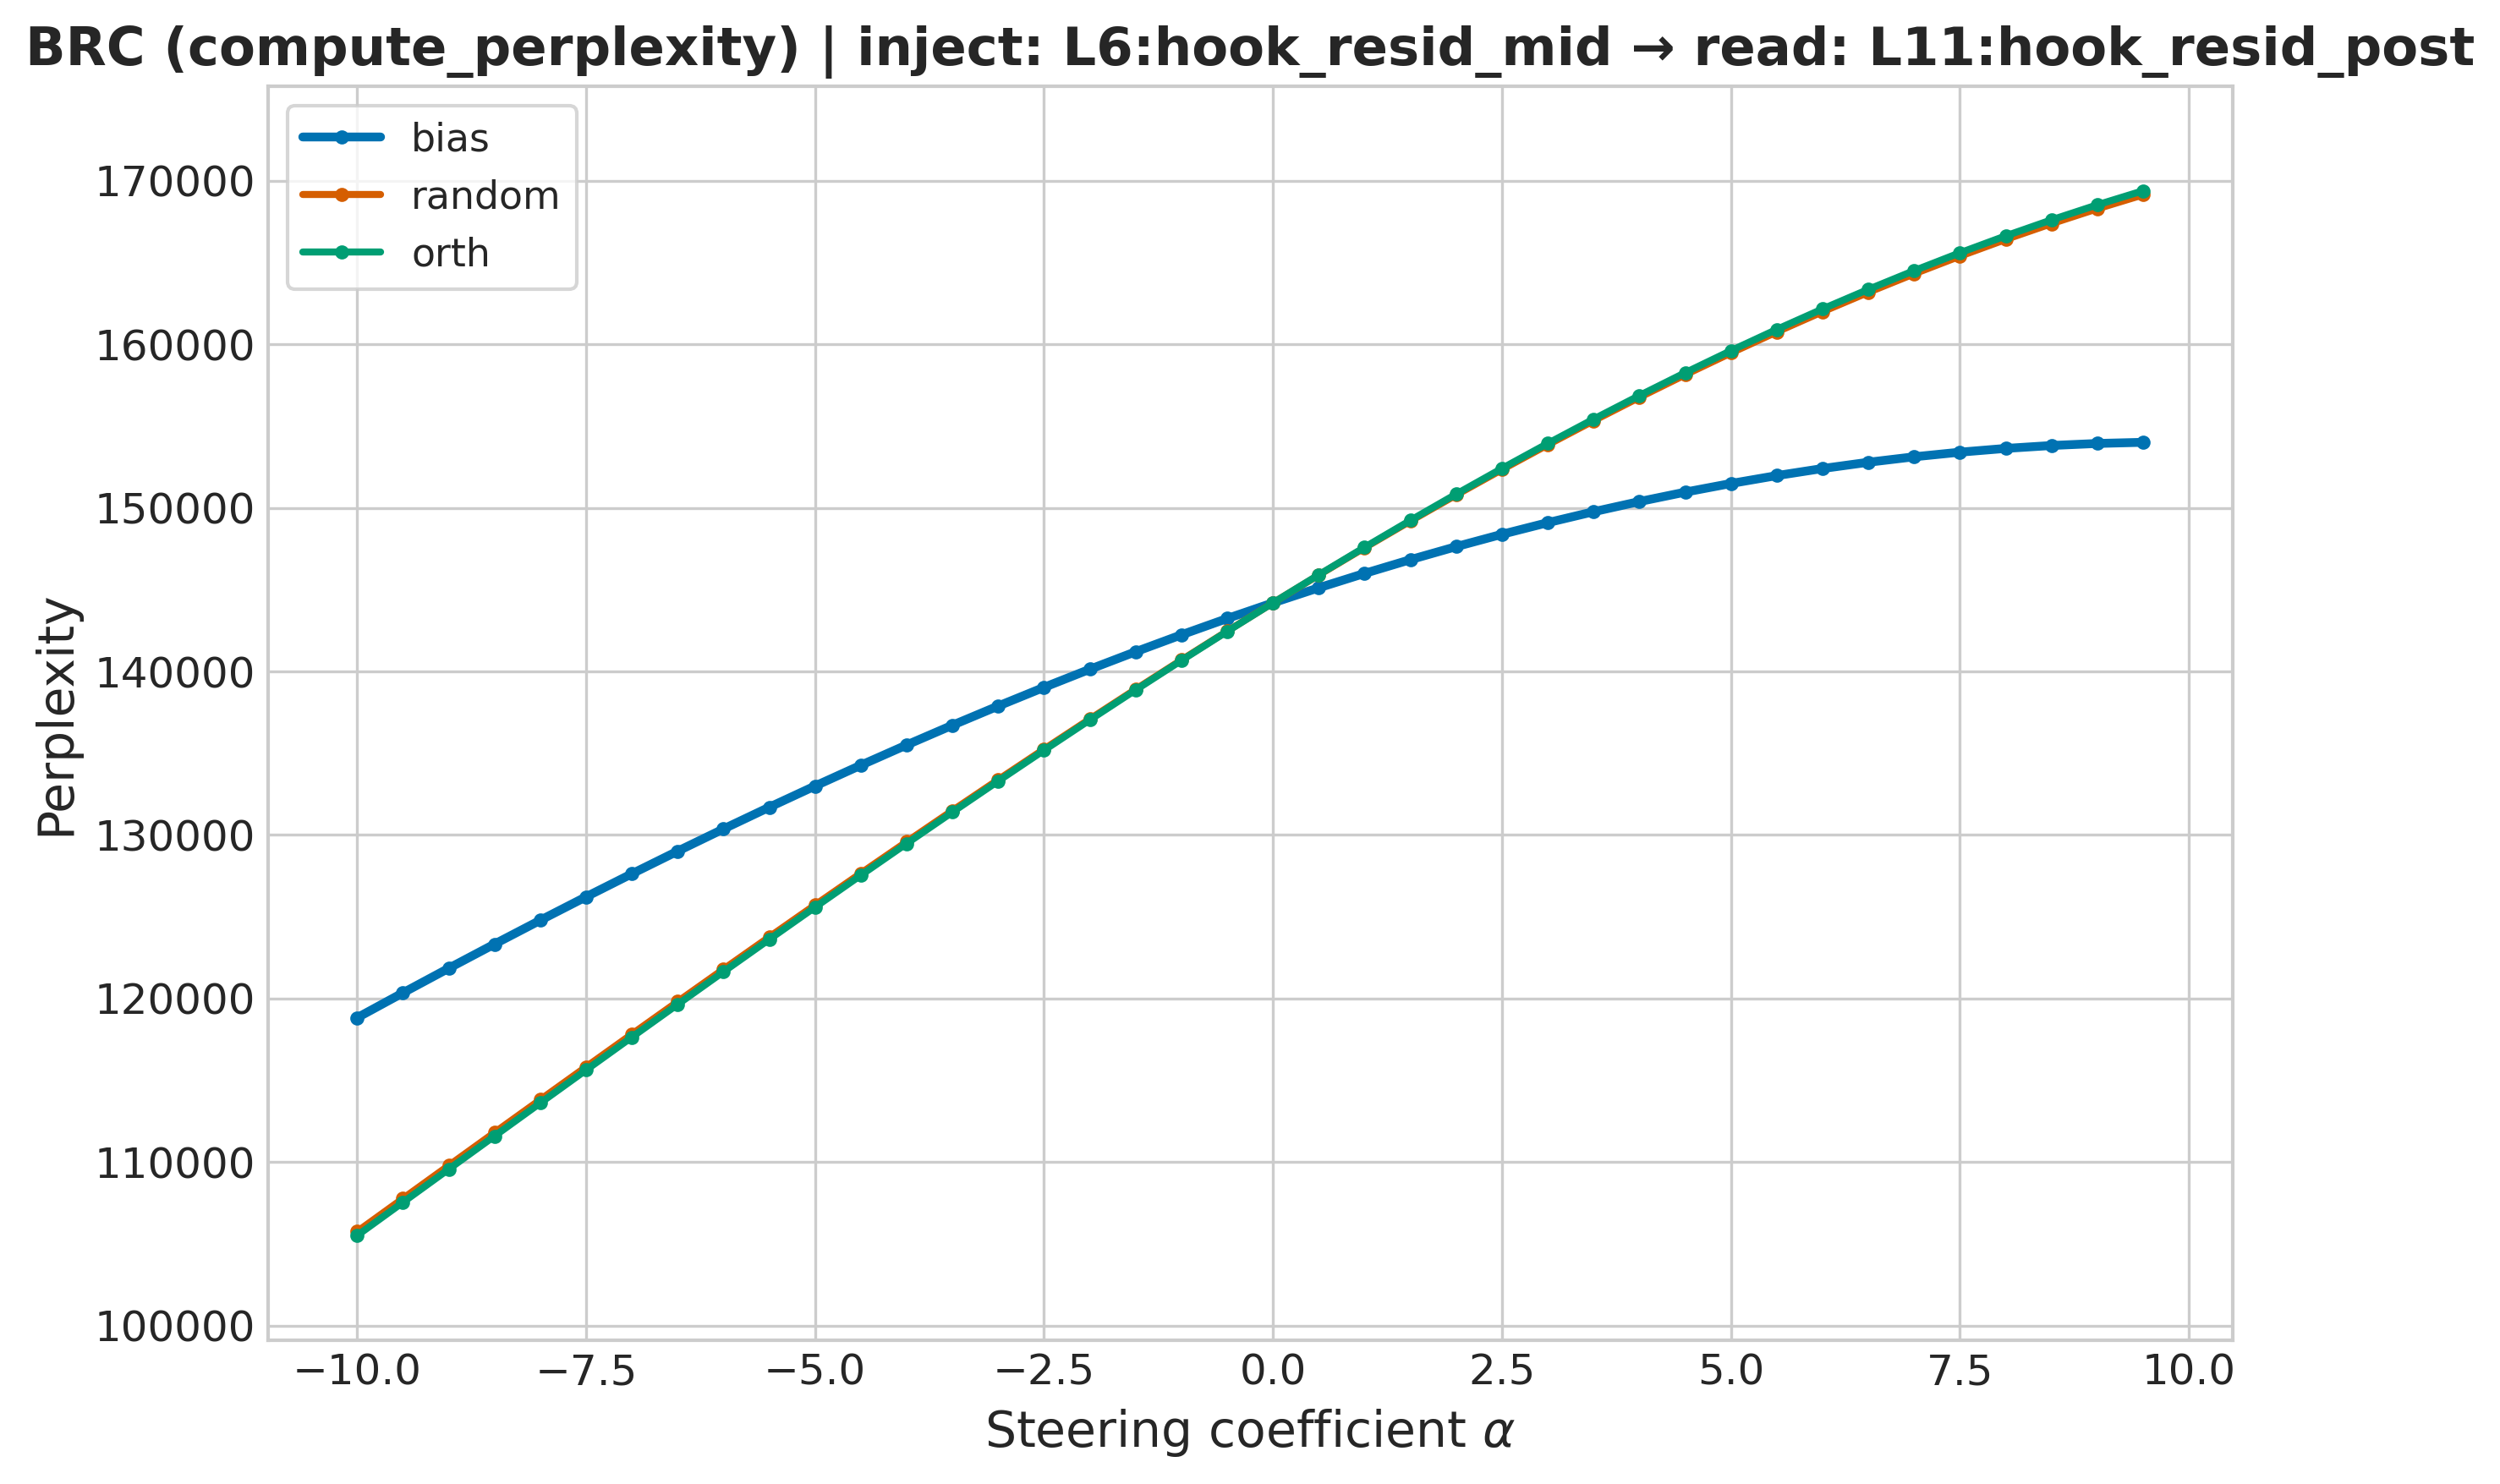 BRC (compute_perplexity) | inject: L6:hook_resid_mid → read: L11:hook_resid_post
bias
random
orth
Perplexity
170000
160000
150000
140000
130000
120000
110000
100000
−10.0 −7.5 −5.0 −2.5 0.0 2.5 5.0 7.5 10.0
Steering coefficient α